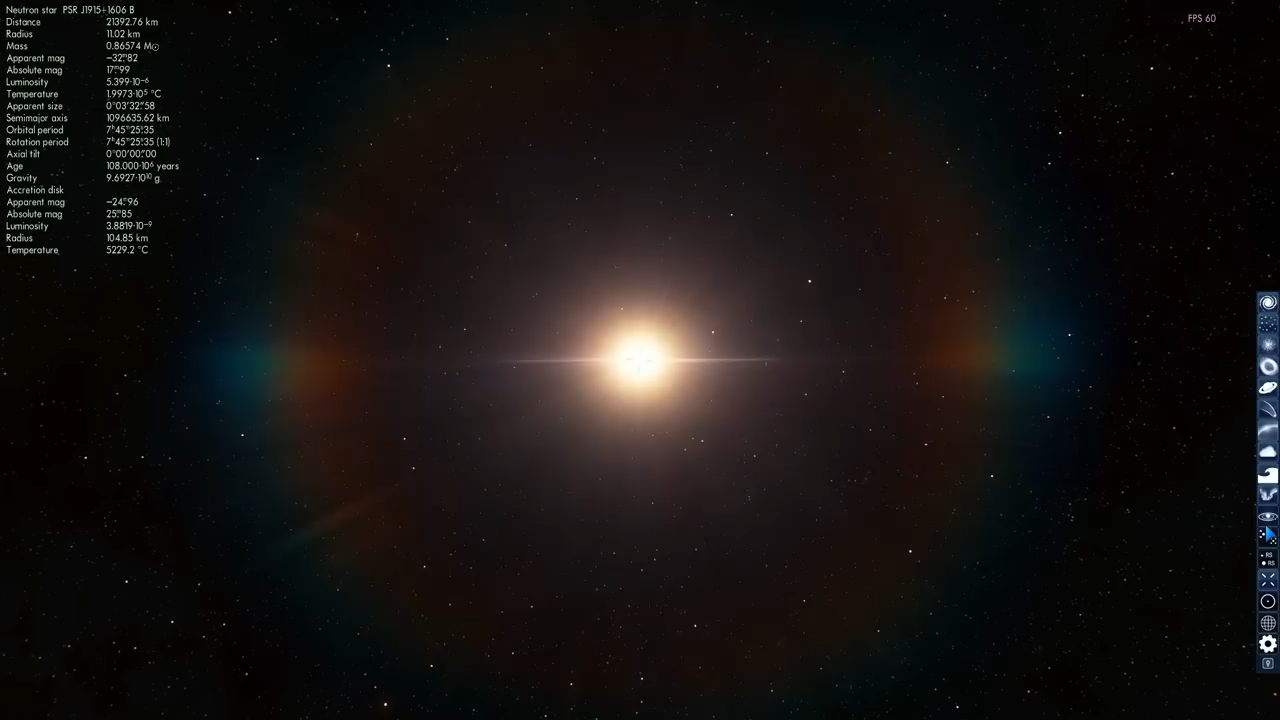 Neutron star PSR J1915+1606 B
Distance 21392.76 km
Radius 11.02 km
Mass 0.86574 M☉
Apparent mag −32ᵐ82
Absolute mag 17ᵐ99
Luminosity 5.399·10⁻⁶
Temperature 1.9973·10⁵ °C
Apparent size 0°03'32"58
Semimajor axis 1096635.62 km
Orbital period 7ʰ45ᵐ25ˢ35
Rotation period 7ʰ45ᵐ25ˢ35 (1:1)
Axial tilt 0°00'00"00
Age 108.000·10⁶ years
Gravity 9.6927·10¹⁰ g
Accretion disk
Apparent mag −24ᵐ96
Absolute mag 25ᵐ85
Luminosity 3.8819·10⁻⁹
Radius 104.85 km
Temperature 5229.2 °C
FPS 60
RS
RS